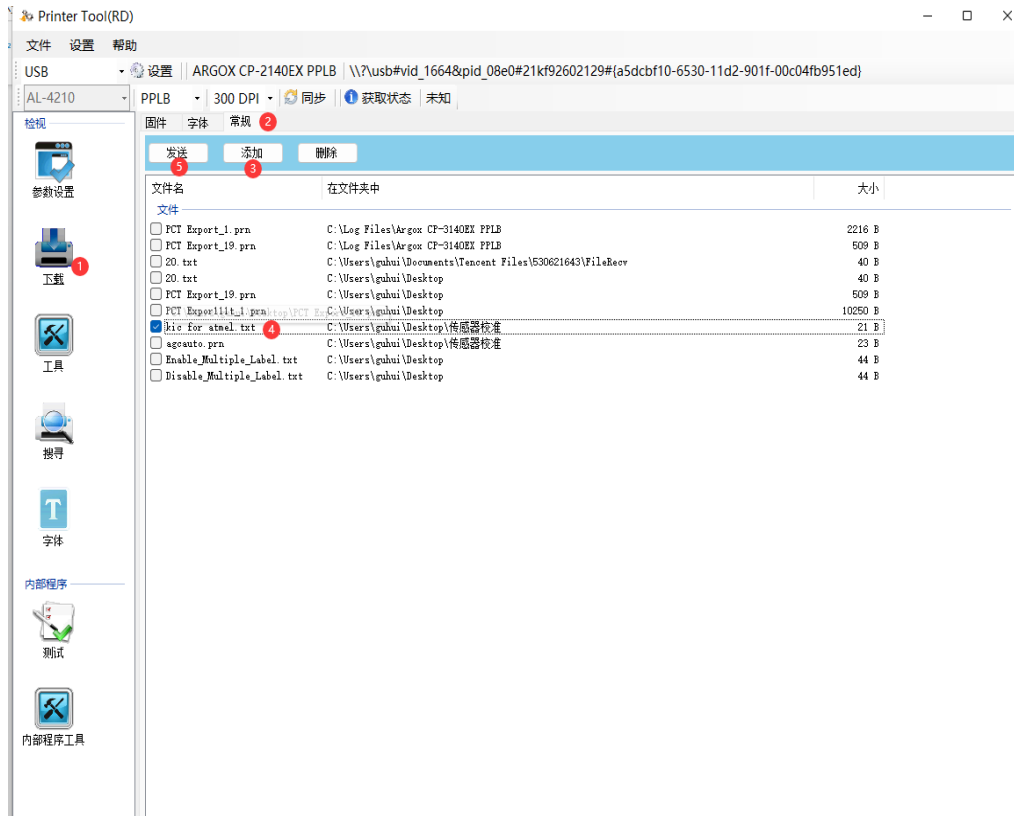 Printer Tool(RD)
文件 设置 帮助
USB 设置 ARGOX CP-2140EX PPLB \\?\usb#vid_1664&pid_08e0#21kf92602129#{a5dcbf10-6530-11d2-901f-00c04fb951ed}
AL-4210 PPLB 300 DPI 同步 获取状态 未知
检视
固件 字体 常规 2
发送 添加 删除
5 3
参数设置
文件名 在文件夹中 大小
文件
PCT Export_1.prn C:\Log Files\Argox CP-3140EX PPLB 2216 B
PCT Export_19.prn C:\Log Files\Argox CP-3140EX PPLB 509 B
20.txt C:\Users\guhui\Documents\Tencent Files\530621643\FileRecv 40 B
下载 1
20.txt C:\Users\guhui\Desktop 40 B
PCT Export_19.prn C:\Users\guhui\Desktop 509 B
PCT Exporlllt_1.prn C:\Users\guhui\Desktop 10250 B
kic for atmel.txt 4 C:\Users\guhui\Desktop\传感器校准 21 B
agcauto.prn C:\Users\guhui\Desktop\传感器校准 23 B
Enable_Multiple_Label.txt C:\Users\guhui\Desktop 44 B
工具
Disable_Multiple_Label.txt C:\Users\guhui\Desktop 44 B
搜寻
T
字体
内部程序
测试
内部程序工具